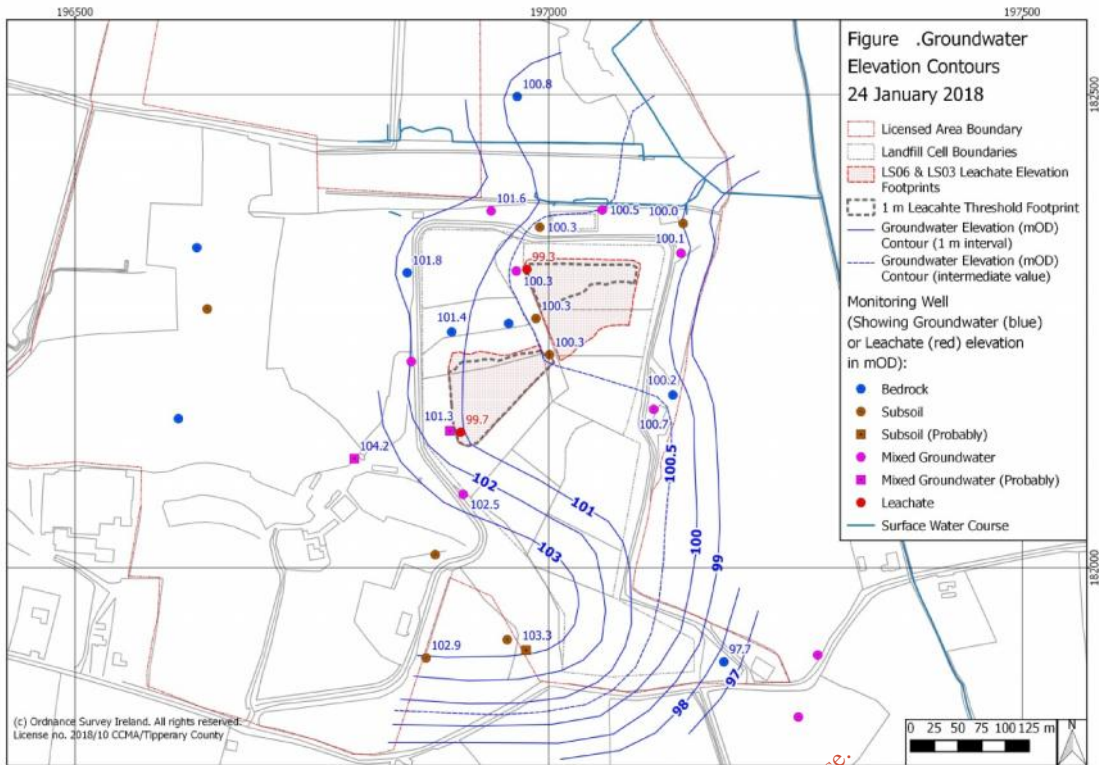 196500
197000
197500
Figure .Groundwater
Elevation Contours
24 January 2018
Licensed Area Boundary
Landfill Cell Boundaries
LS06 & LS03 Leachate Elevation
Footprints
1 m Leacahte Threshold Footprint
Groundwater Elevation (mOD)
Contour (1 m interval)
Groundwater Elevation (mOD)
Contour (intermediate value)
Monitoring Well
(Showing Groundwater (blue)
or Leachate (red) elevation
in mOD):
Bedrock
Subsoil
Subsoil (Probably)
Mixed Groundwater
Mixed Groundwater (Probably)
Leachate
Surface Water Course
182500
182000
100.8
101.6
100.5
100.0
100.3
100.1
101.8
99.3
100.3
100.3
101.4
100.3
100.2
101.3
99.7
100.7
104.2
102
102.5
101
100.5
100
99
103
103.3
102.9
97.7
97
98
(c) Ordnance Survey Ireland. All rights reserved.
License no. 2018/10 CCMA/Tipperary County
0 25 50 75 100 125 m
N